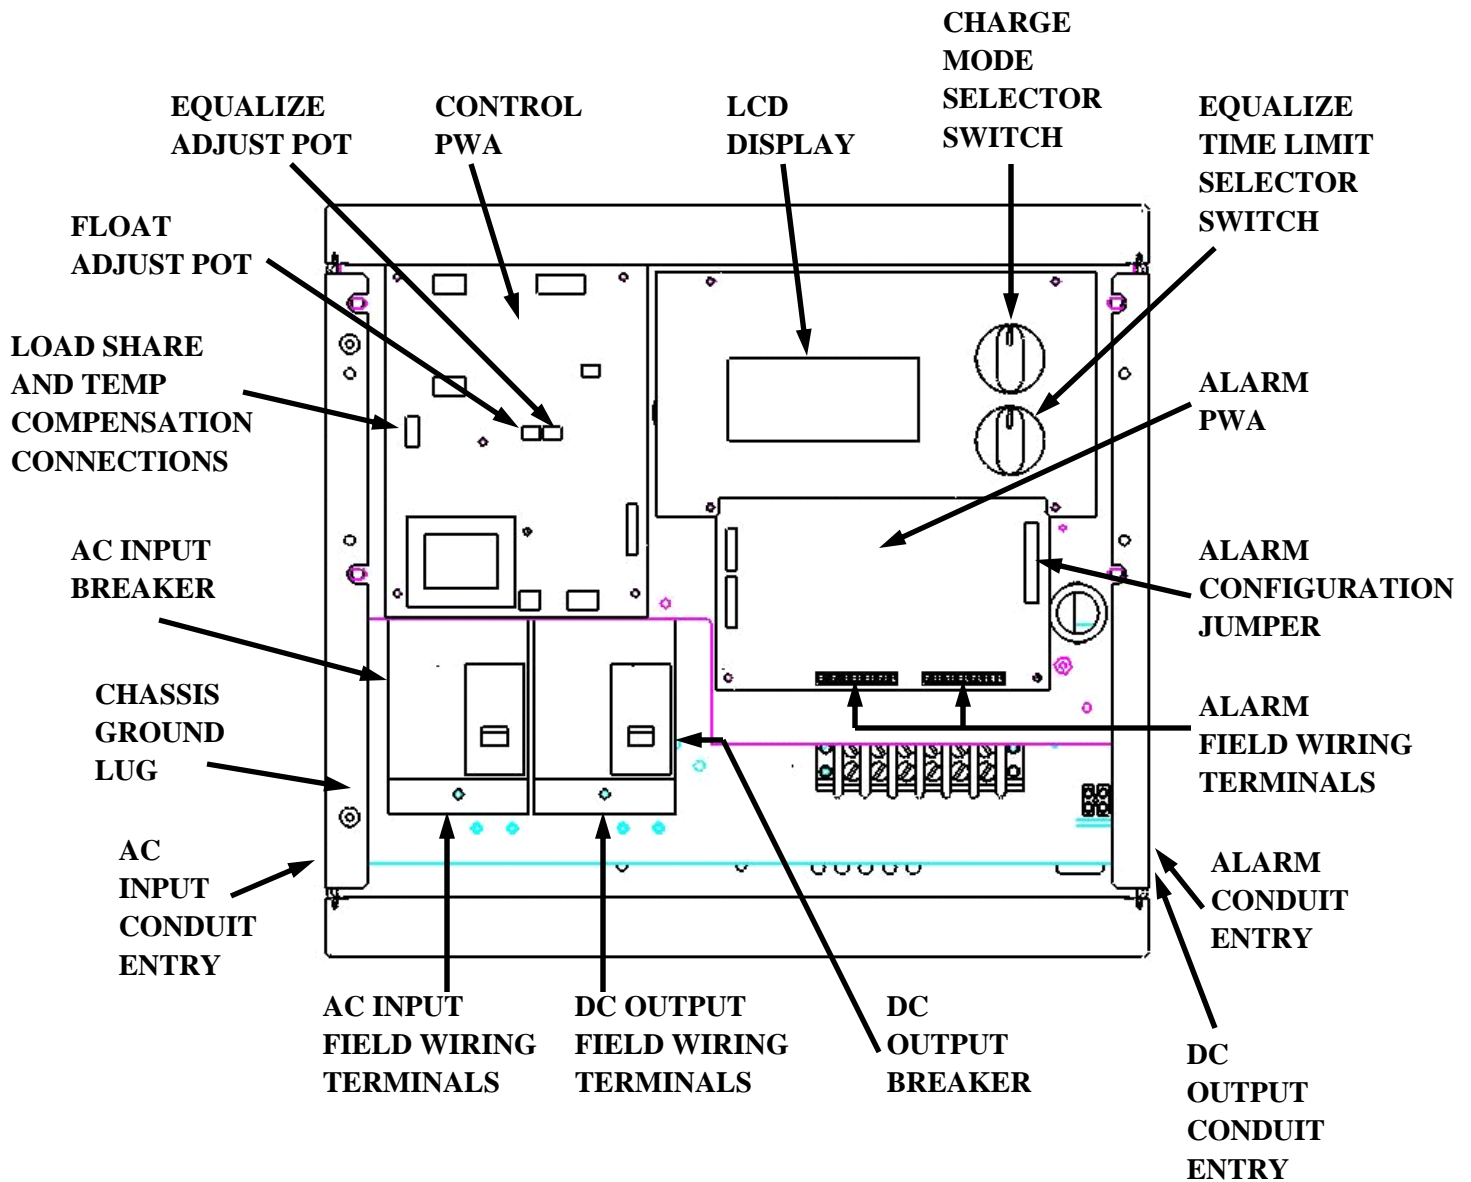 CHARGE
MODE
SELECTOR
SWITCH
EQUALIZE
ADJUST POT
CONTROL
PWA
LCD
DISPLAY
EQUALIZE
TIME LIMIT
SELECTOR
SWITCH
FLOAT
ADJUST POT
LOAD SHARE
AND TEMP
COMPENSATION
CONNECTIONS
ALARM
PWA
AC INPUT
BREAKER
ALARM
CONFIGURATION
JUMPER
CHASSIS
GROUND
LUG
ALARM
FIELD WIRING
TERMINALS
AC
INPUT
CONDUIT
ENTRY
ALARM
CONDUIT
ENTRY
AC INPUT
FIELD WIRING
TERMINALS
DC OUTPUT
FIELD WIRING
TERMINALS
DC
OUTPUT
BREAKER
DC
OUTPUT
CONDUIT
ENTRY